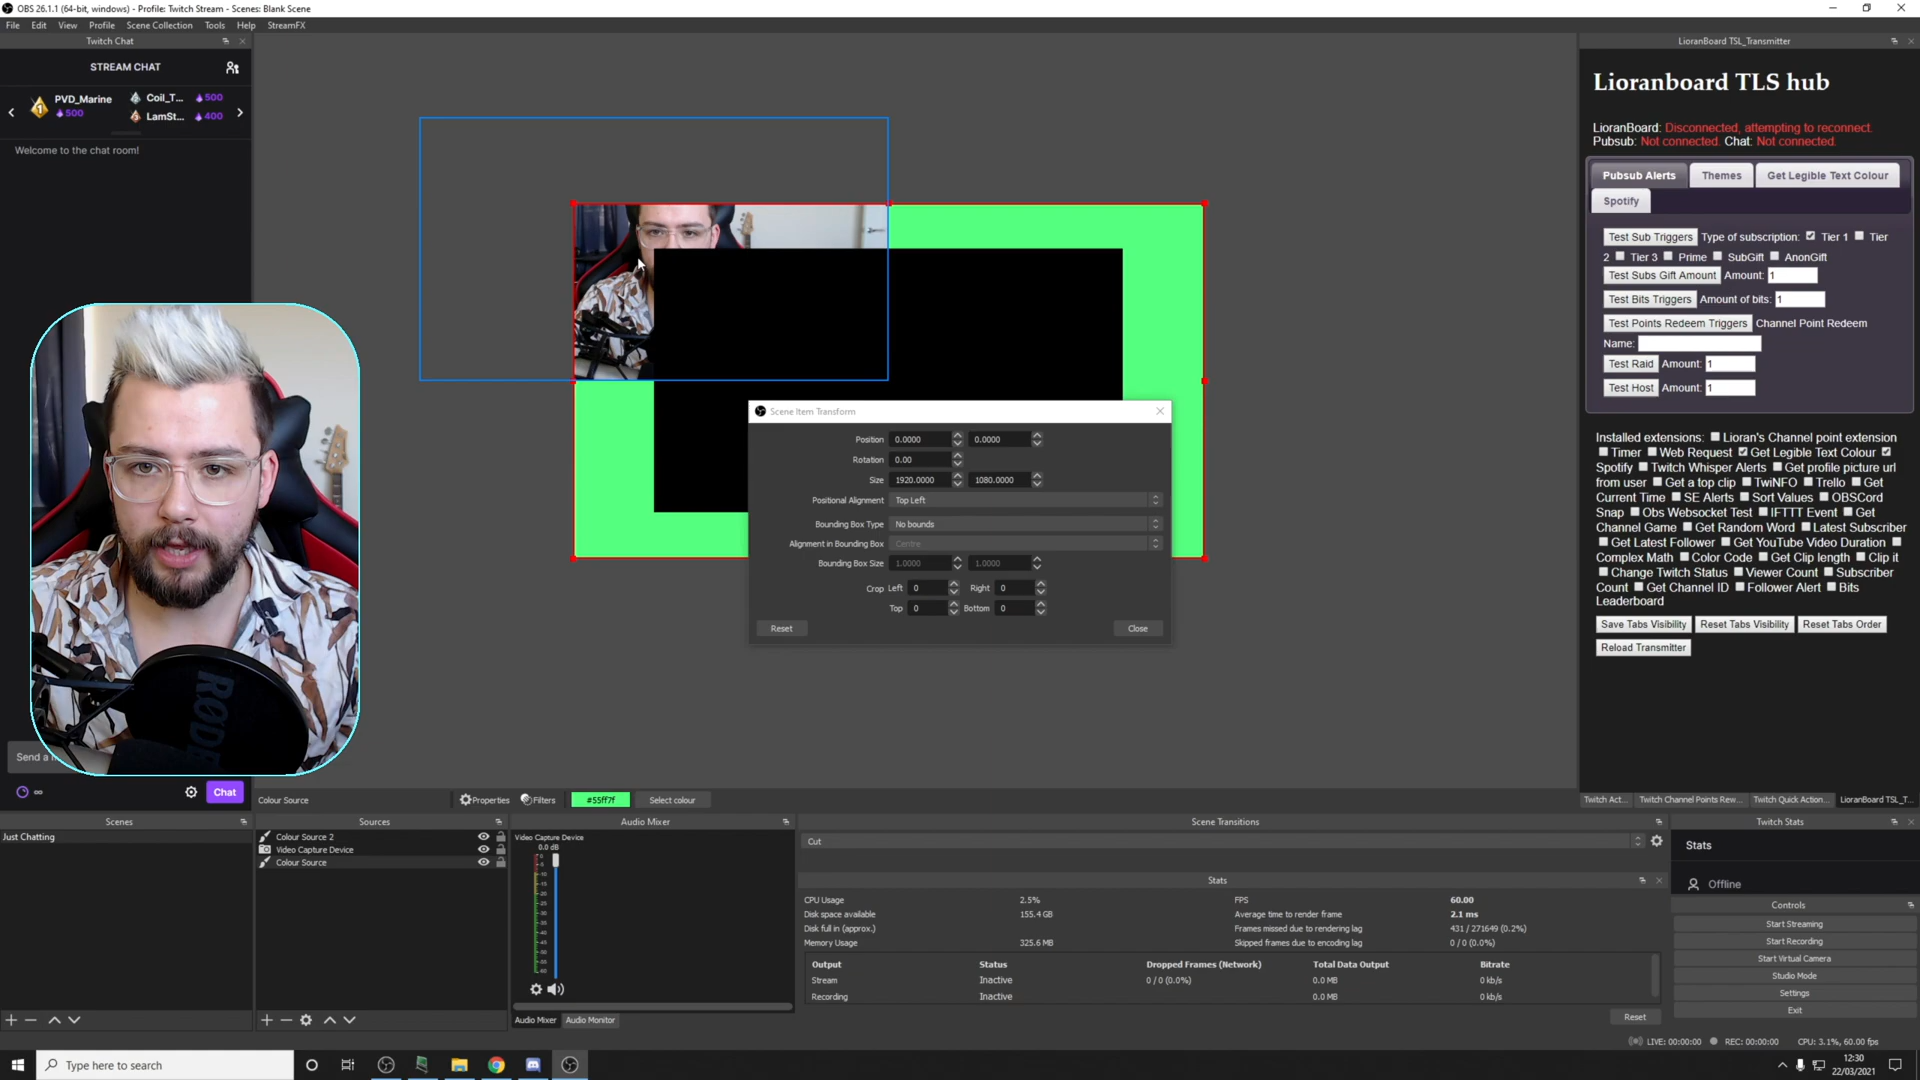 OBS 26.1.1 (64-bit, windows) - Profile: Twitch Stream - Scenes: Blank Scene
File Edit View Profile Scene Collection Tools Help StreamFX
Twitch Chat
STREAM CHAT
PVD_Marine
500
Coil_T... 500
LamSt... 400
Welcome to the chat room!
RØDE
Chat
LioranBoard TSL_Transmitter
Lioranboard TLS hub
LioranBoard: Disconnected, attempting to reconnect.
Pubsub: Not connected. Chat: Not connected.
Pubsub Alerts Themes Get Legible Text Colour
Spotify
Test Sub Triggers Type of subscription: Tier 1 Tier
2 Tier 3 Prime SubGift AnonGift
Test Subs Gift Amount Amount: 1
Test Bits Triggers Amount of bits: 1
Test Points Redeem Triggers Channel Point Redeem
Name:
Test Raid Amount: 1
Test Host Amount: 1
Installed extensions: Lioran's Channel point extension
Timer Web Request Get Legible Text Colour
Spotify Twitch Whisper Alerts Get profile picture url
from user Get a top clip TwiNFO Trello Get
Current Time SE Alerts Sort Values OBSCord
Snap Obs Websocket Test IFTTT Event Get
Channel Game Get Random Word Latest Subscriber
Get Latest Follower Get YouTube Video Duration
Complex Math Color Code Get Clip length Clip it
Change Twitch Status Viewer Count Subscriber
Count Get Channel ID Follower Alert Bits
Leaderboard
Save Tabs Visibility Reset Tabs Visibility Reset Tabs Order
Reload Transmitter
Twitch Act... Twitch Channel Points Rew... Twitch Quick Action... LioranBoard TSL_T...
Scene Item Transform
Position 0.0000 0.0000
Rotation 0.00
Size 1920.0000 1080.0000
Positional Alignment Top Left
Bounding Box Type No bounds
Alignment in Bounding Box Centre
Bounding Box Size 1.0000 1.0000
Crop Left 0 Right 0
Top 0 Bottom 0
Reset Close
Colour Source Properties Filters #55ff7f Select colour
Scenes
Just Chatting
Sources
Colour Source 2
Video Capture Device
Colour Source
Audio Mixer
Video Capture Device
0.0 dB
Audio Mixer Audio Monitor
Scene Transitions
Cut
Stats
CPU Usage 2.5% FPS 60.00
Disk space available 155.4 GB Average time to render frame 2.1 ms
Disk full in (approx.) Frames missed due to rendering lag 431 / 271649 (0.2%)
Memory Usage 325.6 MB Skipped frames due to encoding lag 0 / 0 (0.0%)
Output Status Dropped Frames (Network) Total Data Output Bitrate
Stream Inactive 0 / 0 (0.0%) 0.0 MB 0 kb/s
Recording Inactive 0.0 MB 0 kb/s
Reset
Twitch Stats
Stats
Offline
Controls
Start Streaming
Start Recording
Start Virtual Camera
Studio Mode
Settings
Exit
LIVE: 00:00:00 REC: 00:00:00 CPU: 3.1%, 60.00 fps
Type here to search
12:30
22/03/2021